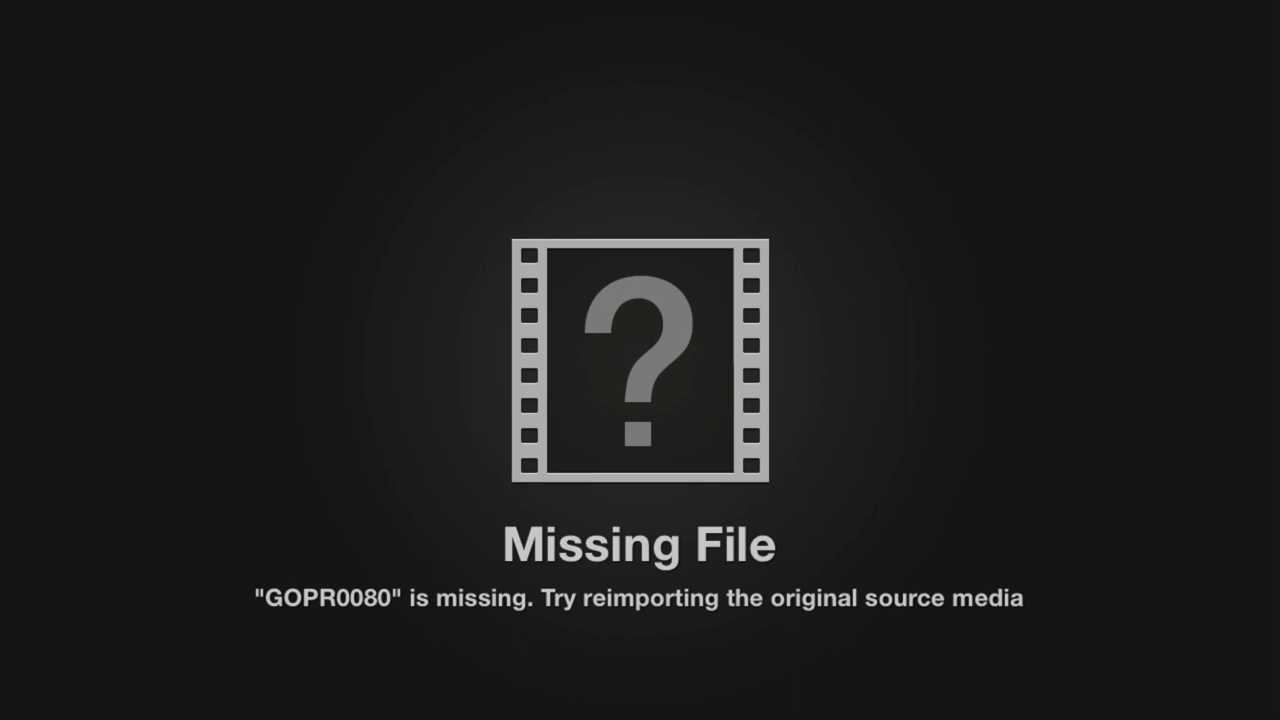 ?
Missing File
"GOPR0080" is missing. Try reimporting the original source media